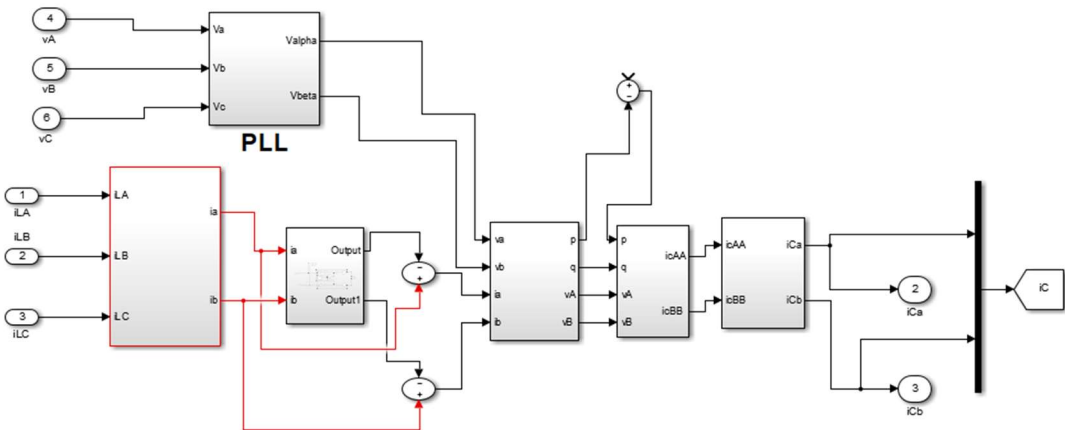 4
vA
5
vB
6
vC
Va
Vb
Vc
Valpha
Vbeta
PLL
1
iLA
iLB
2
3
iLC
iLA
iLB
iLC
ia
ib
ia
ib
Output
Output1
va
vb
ia
ib
p
q
vA
vB
p
q
vA
vB
icAA
icBB
icAA
icBB
iCa
iCb
2
iCa
3
iCb
iC